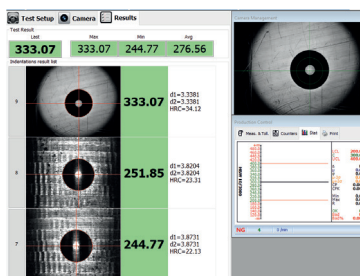 Test Setup Camera Results
Test Result
Last Max Min Avg
333.07 333.07 244.77 276.56
Indentations result list
9
333.07
d1=3.3381
d2=3.3381
HRC=34.12
8
251.85
d1=3.8204
d2=3.8204
HRC=23.31
7
244.77
d1=3.8731
d2=3.8731
HRC=22.13
Camera Management
Production Control
Meas. & Tol. Counters Stat Print
NG 4